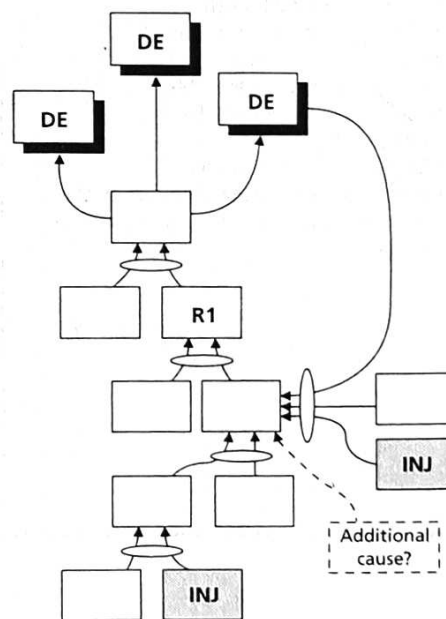 DE
DE
DE
R1
INJ
Additional
cause?
INJ